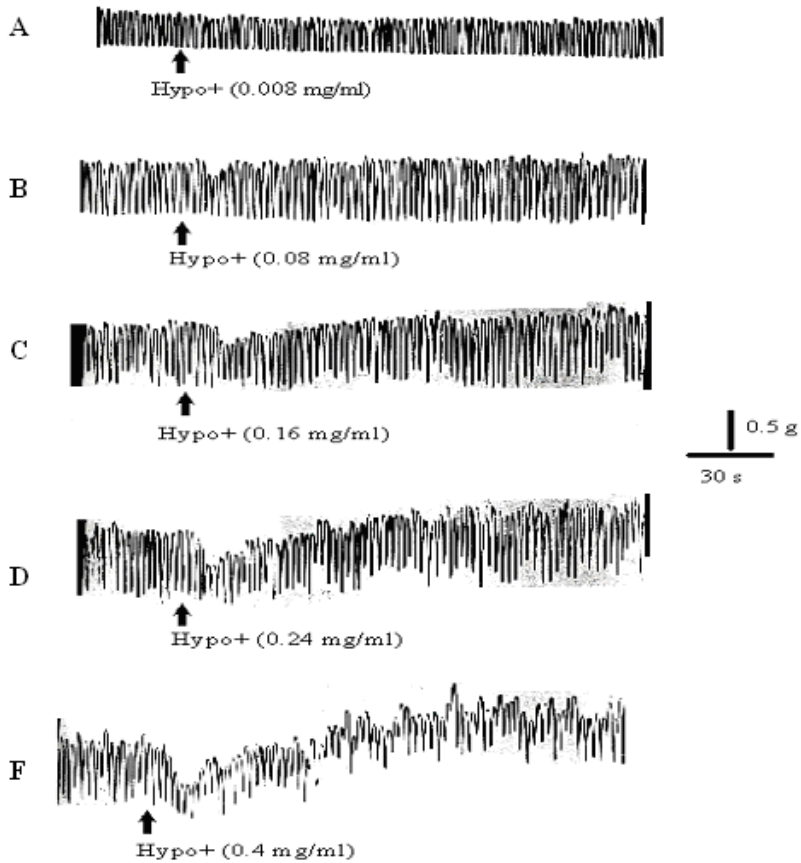 A
Hypo+ (0.008 mg/ml)
B
Hypo+ (0.08 mg/ml)
C
Hypo+ (0.16 mg/ml)
0.5 g
30 s
D
Hypo+ (0.24 mg/ml)
F
Hypo+ (0.4 mg/ml)